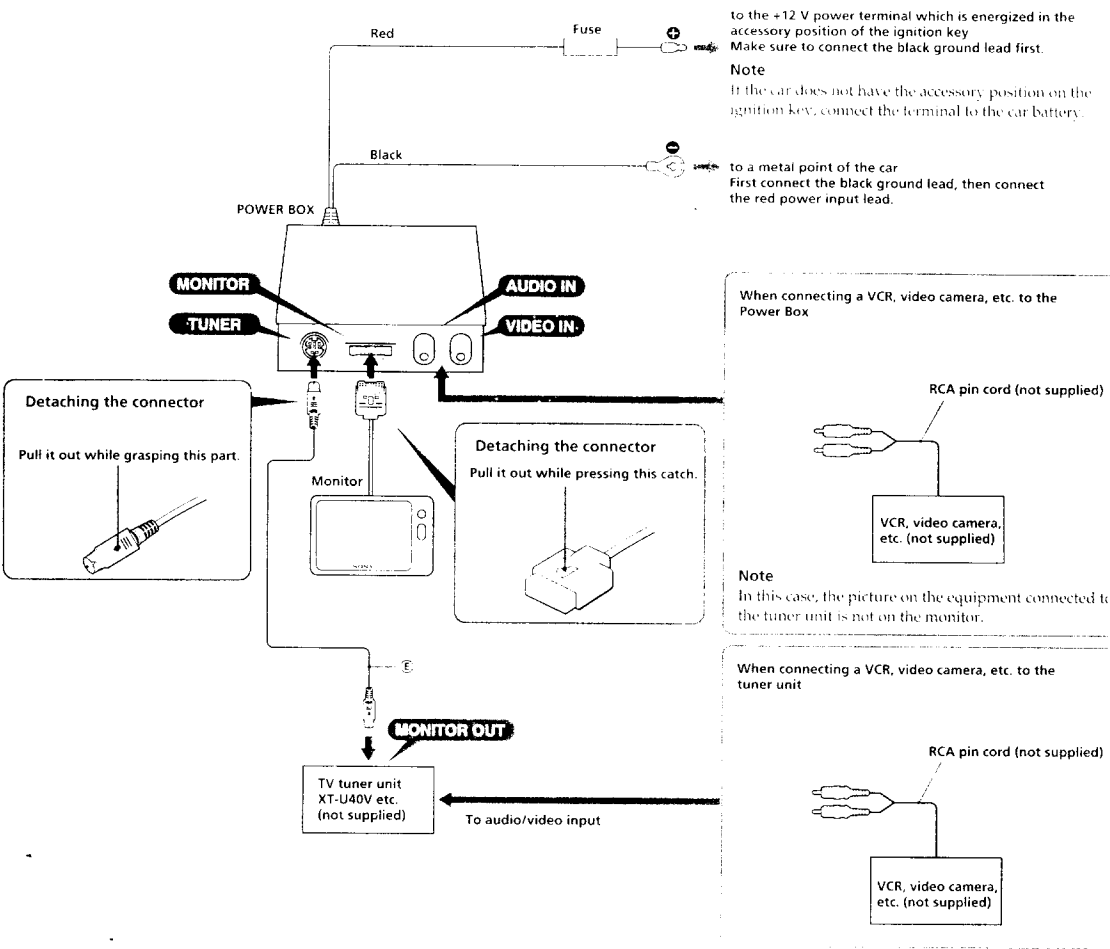 to the +12 V power terminal which is energized in the
accessory position of the ignition key
Make sure to connect the black ground lead first.
Red
Fuse
Note
If the car does not have the accessory position on the
ignition key, connect the terminal to the car battery.
Black
to a metal point of the car
First connect the black ground lead, then connect
the red power input lead.
POWER BOX
MONITOR
AUDIO IN
TUNER
VIDEO IN
When connecting a VCR, video camera, etc. to the
Power Box
RCA pin cord (not supplied)
VCR, video camera,
etc. (not supplied)
Note
In this case, the picture on the equipment connected to
the tuner unit is not on the monitor.
Detaching the connector
Pull it out while grasping this part.
Monitor
SONY
Detaching the connector
Pull it out while pressing this catch.
E
MONITOR OUT
TV tuner unit
XT-U40V etc.
(not supplied)
To audio/video input
When connecting a VCR, video camera, etc. to the
tuner unit
RCA pin cord (not supplied)
VCR, video camera,
etc. (not supplied)